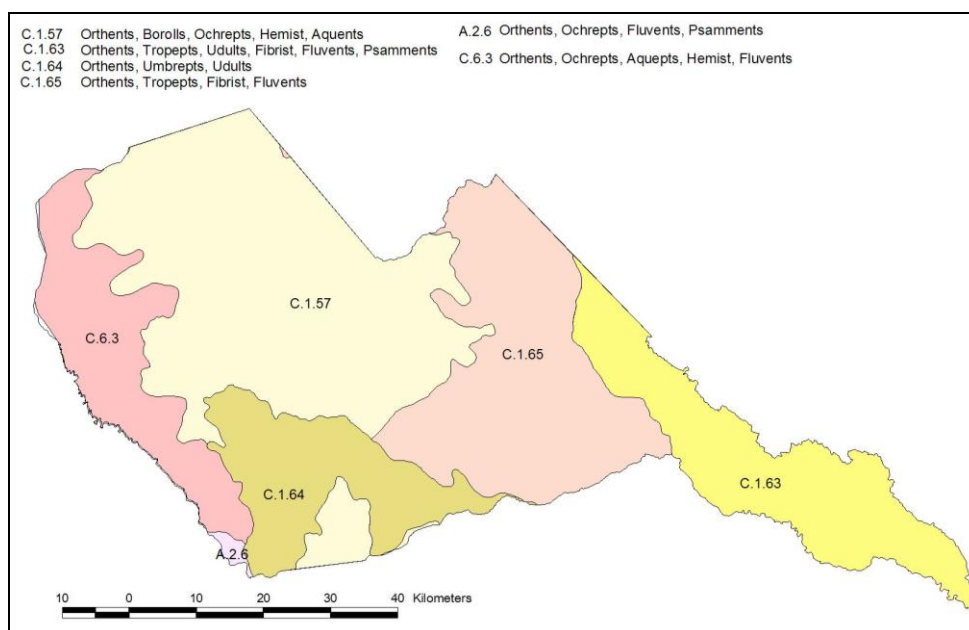 C.1.57 Orthents, Borolls, Ochrepts, Hemist, Aquents
C.1.63 Orthents, Tropepts, Udults, Fibrist, Fluvents, Psamments
C.1.64 Orthents, Umbrepts, Udults
C.1.65 Orthents, Tropepts, Fibrist, Fluvents
A.2.6 Orthents, Ochrepts, Fluvents, Psamments
C.6.3 Orthents, Ochrepts, Aquepts, Hemist, Fluvents
C.1.57
C.6.3
C.1.65
C.1.64
C.1.63
A.2.6
10 0 10 20 30 40 Kilometers